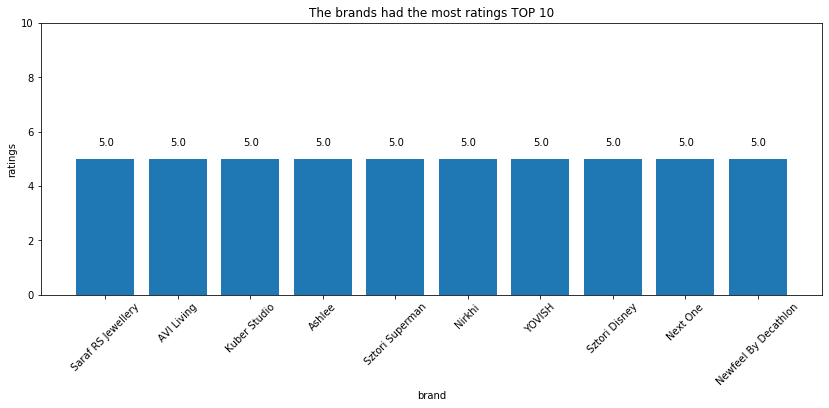 The brands had the most ratings TOP 10
10
8
6
4
2
0
ratings
5.0 5.0 5.0 5.0 5.0 5.0 5.0 5.0 5.0 5.0
Saraf RS Jewellery
AVI Living
Kuber Studio
Ashlee
Sztori Superman
Nirkhi
YOVISH
Sztori Disney
Next One
Newfeel By Decathlon
brand